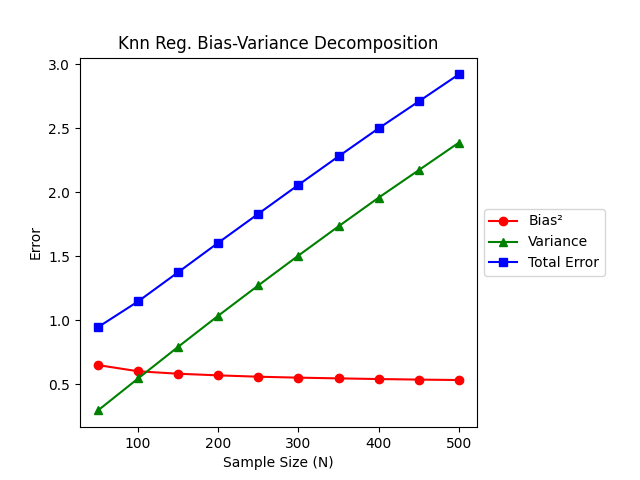 Knn Reg. Bias-Variance Decomposition
3.0
2.5
2.0
1.5
1.0
0.5
Error
100 200 300 400 500
Sample Size (N)
Bias²
Variance
Total Error